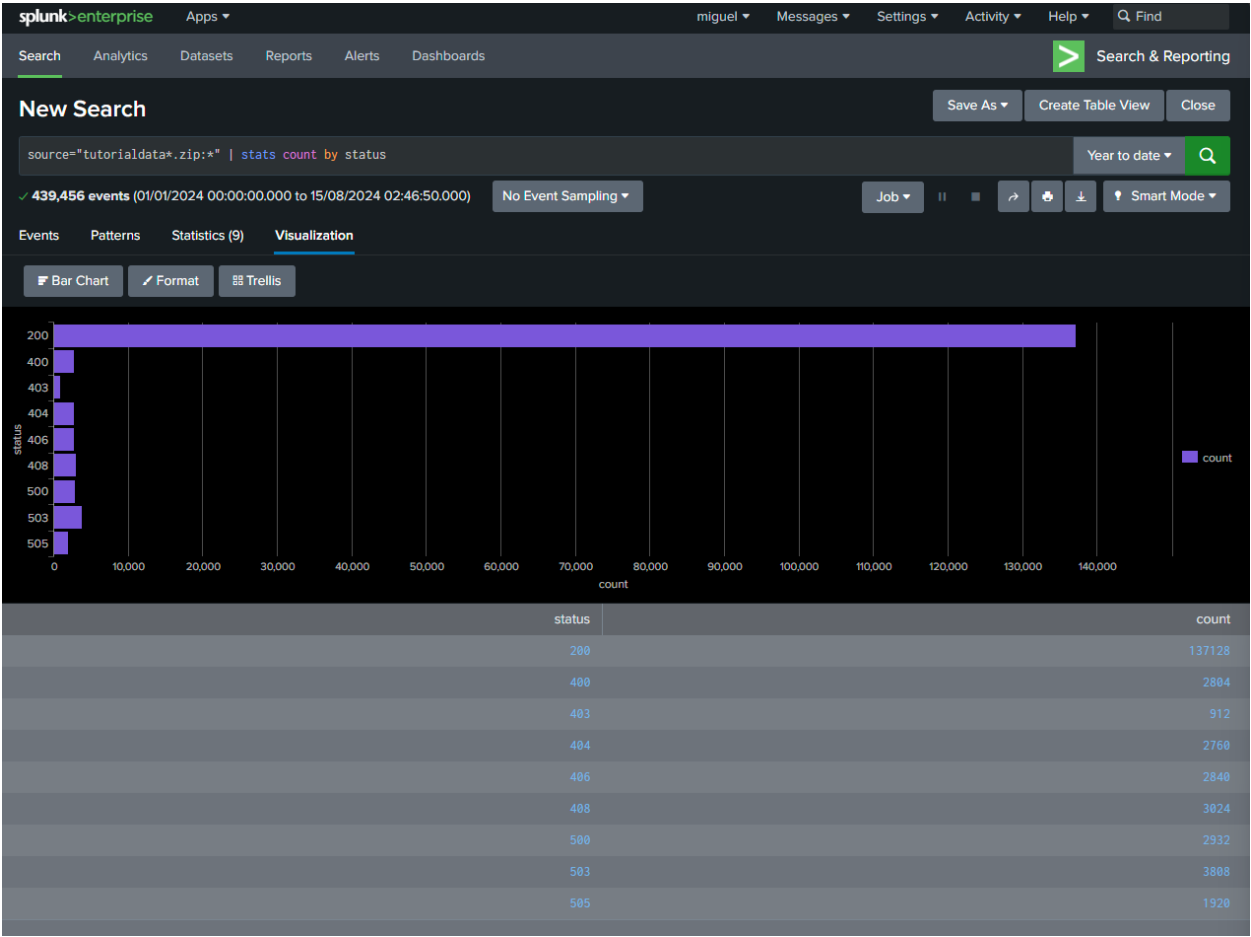 splunk>enterprise Apps miguel Messages Settings Activity Help Find
Search Analytics Datasets Reports Alerts Dashboards Search & Reporting
New Search Save As Create Table View Close
source="tutorialdata*.zip:*" | stats count by status Year to date
439,456 events (01/01/2024 00:00:00.000 to 15/08/2024 02:46:50.000) No Event Sampling Job Smart Mode
Events Patterns Statistics (9) Visualization
Bar Chart Format Trellis
200
400
403
404
406
408
500
503
505
status
count
0 10,000 20,000 30,000 40,000 50,000 60,000 70,000 80,000 90,000 100,000 110,000 120,000 130,000 140,000
count
status count
200 137128
400 2804
403 912
404 2760
406 2840
408 3024
500 2932
503 3808
505 1920